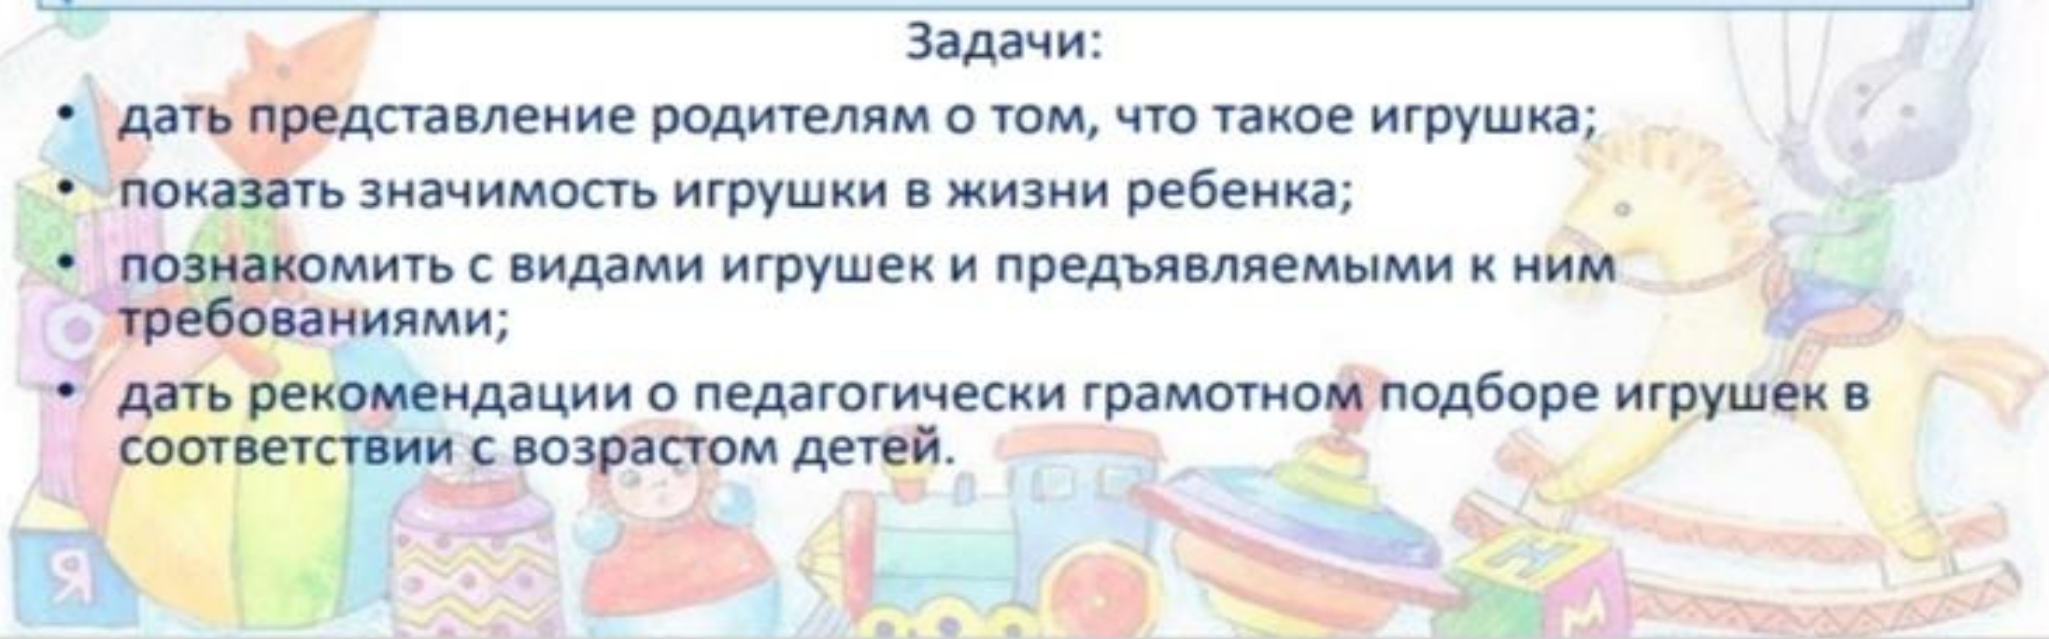 Задачи:
• дать представление родителям о том, что такое игрушка;
• показать значимость игрушки в жизни ребенка;
• познакомить с видами игрушек и предъявляемыми к ним
требованиями;
• дать рекомендации о педагогически грамотном подборе игрушек в
соответствии с возрастом детей.
Я
Н
М